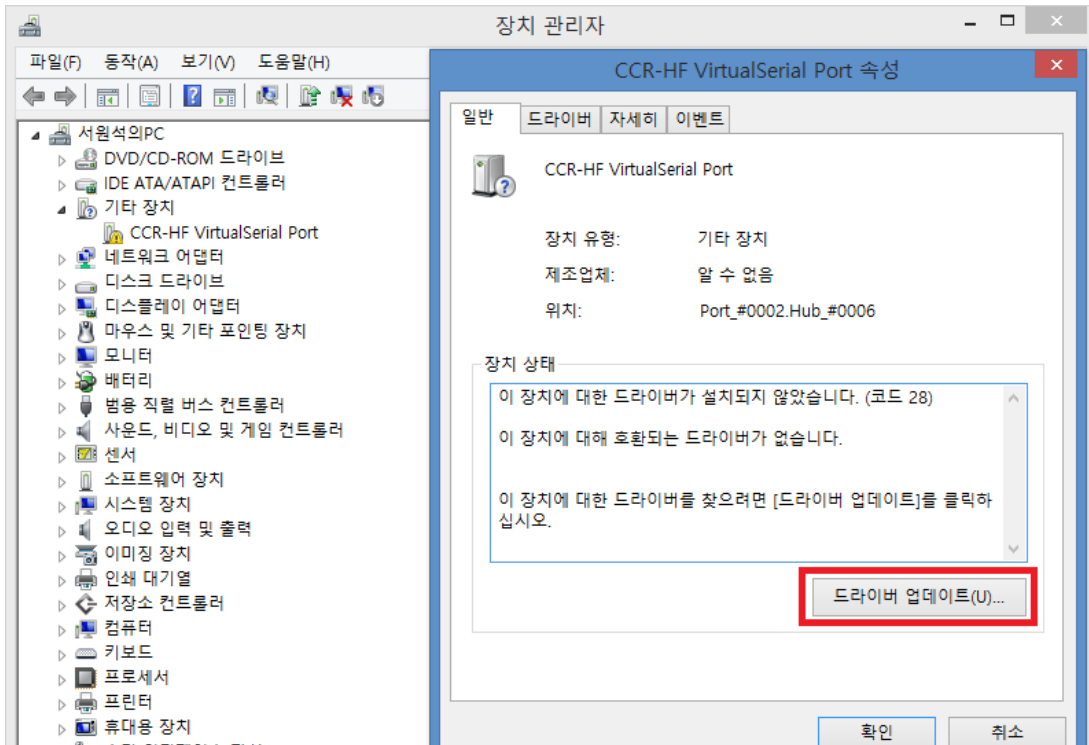 장치 관리자
파일(F) 동작(A) 보기(V) 도움말(H)
서원석의PC
DVD/CD-ROM 드라이브
IDE ATA/ATAPI 컨트롤러
기타 장치
CCR-HF VirtualSerial Port
네트워크 어댑터
디스크 드라이브
디스플레이 어댑터
마우스 및 기타 포인팅 장치
모니터
배터리
범용 직렬 버스 컨트롤러
사운드, 비디오 및 게임 컨트롤러
센서
소프트웨어 장치
시스템 장치
오디오 입력 및 출력
이미징 장치
인쇄 대기열
저장소 컨트롤러
컴퓨터
키보드
프로세서
프린터
휴대용 장치
CCR-HF VirtualSerial Port 속성
일반 드라이버 자세히 이벤트
CCR-HF VirtualSerial Port
장치 유형: 기타 장치
제조업체: 알 수 없음
위치: Port_#0002.Hub_#0006
장치 상태
이 장치에 대한 드라이버가 설치되지 않았습니다. (코드 28)
이 장치에 대해 호환되는 드라이버가 없습니다.
이 장치에 대한 드라이버를 찾으려면 [드라이버 업데이트]를 클릭하
십시오.
드라이버 업데이트(U)...
확인 취소